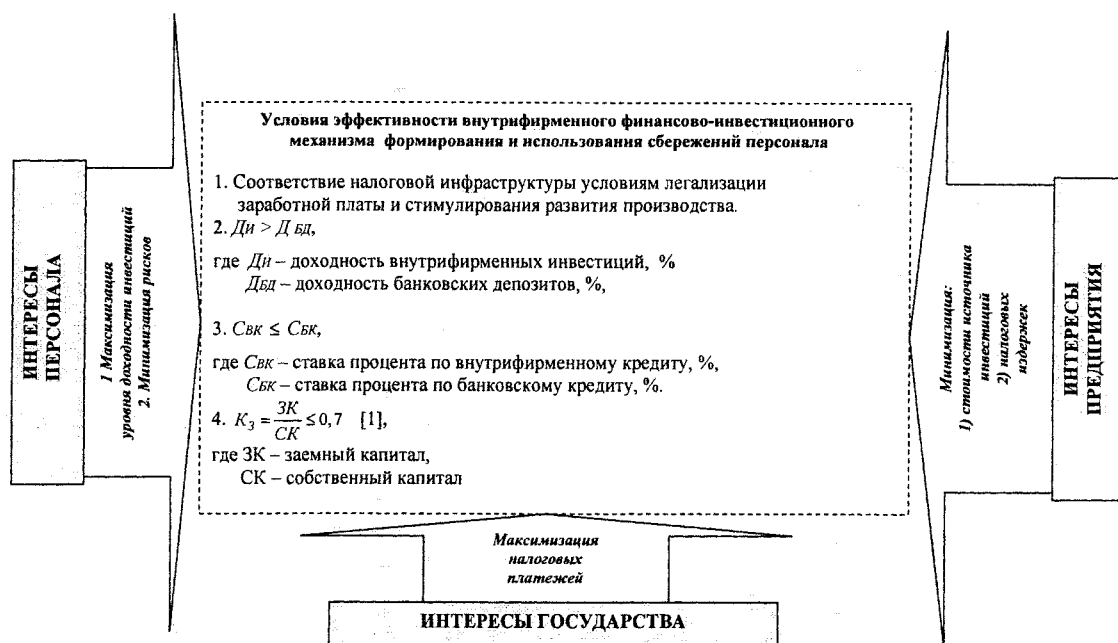 ИНТЕРЕСЫ
ПЕРСОНАЛА
1 Максимизация
уровня доходности инвестиций
2. Минимизация рисков
Условия эффективности внутрифирменного финансово-инвестиционного
механизма формирования и использования сбережений персонала
1. Соответствие налоговой инфраструктуры условиям легализации
заработной платы и стимулирования развития производства.
2. Ди > Д БД,
где Ди – доходность внутрифирменных инвестиций, %
ДБД – доходность банковских депозитов, %,
3. СВК ≤ СБК,
где СВК – ставка процента по внутрифирменному кредиту, %,
СБК – ставка процента по банковскому кредиту, %.
4. КЗ = ЗК/СК ≤ 0,7 [1],
где ЗК – заемный капитал,
СК – собственный капитал
Минимизация:
1) стоимости источника
инвестиций
2) налоговых
издержек
ИНТЕРЕСЫ
ПРЕДПРИЯТИЯ
Максимизация
налоговых
платежей
ИНТЕРЕСЫ ГОСУДАРСТВА